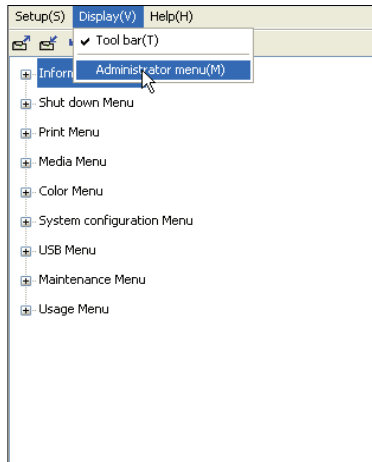 Setup(S) Display(V) Help(H)
Tool bar(T)
Administrator menu(M)
Inform
Shut down Menu
Print Menu
Media Menu
Color Menu
System configuration Menu
USB Menu
Maintenance Menu
Usage Menu